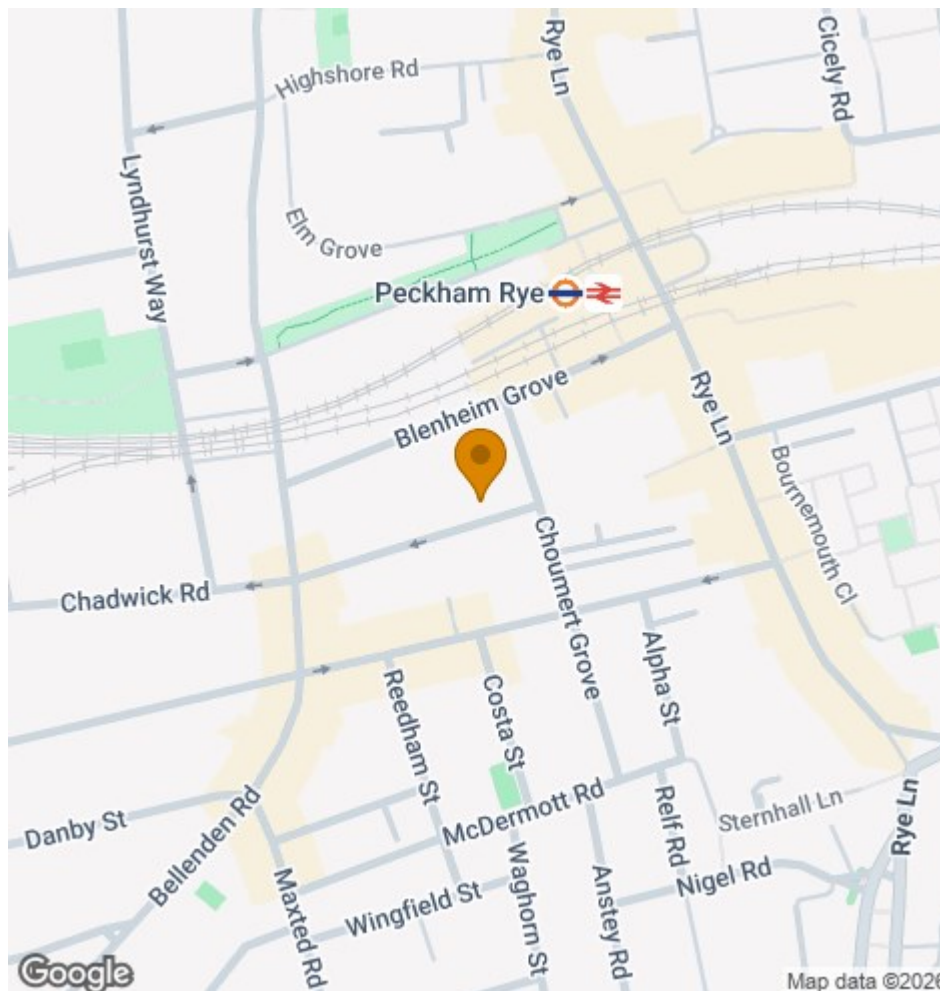 Rye Ln
Cicely Rd
Highshore Rd
Lyndhurst Way
Elm Grove
Peckham Rye
Blenheim Grove
Rye Ln
Bournemouth Cl
Choumert Grove
Chadwick Rd
Alpha St
Reedham St
Costa St
McDermott Rd
Relf Rd
Sternhall Ln
Rye Ln
Danby St
Bellenden Rd
Maxted Rd
Wingfield St
Waghorn St
Anstey Rd
Nigel Rd
Google
Map data ©2026